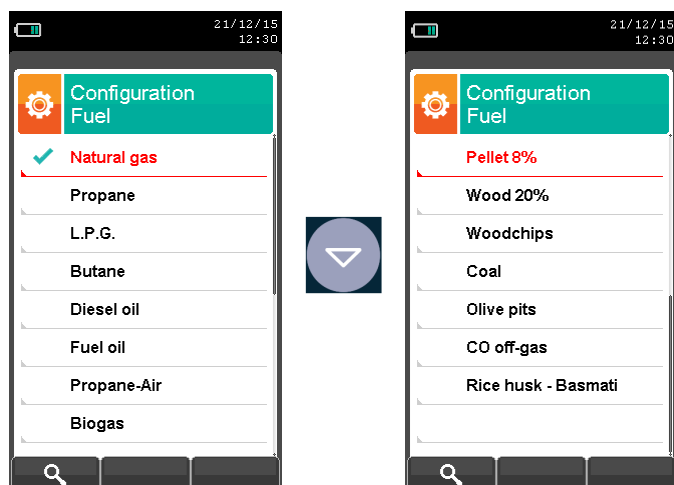 21/12/15
12:30
Configuration
Fuel
Natural gas
Propane
L.P.G.
Butane
Diesel oil
Fuel oil
Propane-Air
Biogas
21/12/15
12:30
Configuration
Fuel
Pellet 8%
Wood 20%
Woodchips
Coal
Olive pits
CO off-gas
Rice husk - Basmati